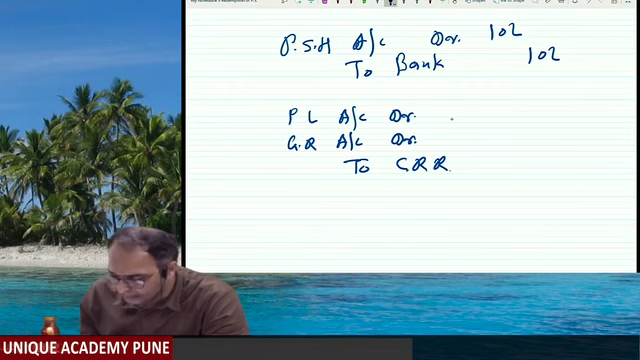 P.S.H A/c Dr. 102
To Bank 102
P L A/c Dr.
G.R A/c Dr.
To CRR.
UNIQUE ACADEMY PUNE